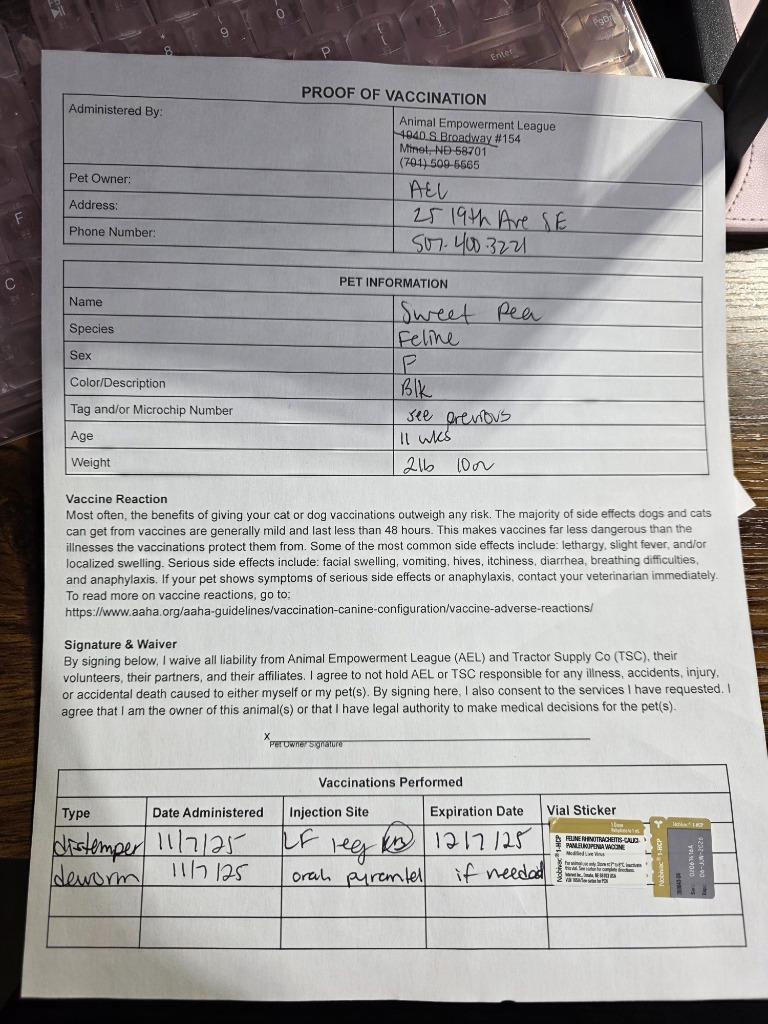 PROOF OF VACCINATION
Administered By:
Animal Empowerment League
1040 S Broadway #154
Minot, ND 58701
(701) 509-5565
Pet Owner: AEL
Address: 25 19th Ave SE
Phone Number: 507-400-3221
PET INFORMATION
Name Sweet Pea
Species Feline
Sex F
Color/Description Blk
Tag and/or Microchip Number see previous
Age 11 wks
Weight 2lb 10oz
Vaccine Reaction
Most often, the benefits of giving your cat or dog vaccinations outweigh any risk. The majority of side effects dogs and cats
can get from vaccines are generally mild and last less than 48 hours. This makes vaccines far less dangerous than the
illnesses the vaccinations protect them from. Some of the most common side effects include: lethargy, slight fever, and/or
localized swelling. Serious side effects include: facial swelling, vomiting, hives, itchiness, diarrhea, breathing difficulties,
and anaphylaxis. If your pet shows symptoms of serious side effects or anaphylaxis, contact your veterinarian immediately.
To read more on vaccine reactions, go to:
https://www.aaha.org/aaha-guidelines/vaccination-canine-configuration/vaccine-adverse-reactions/
Signature & Waiver
By signing below, I waive all liability from Animal Empowerment League (AEL) and Tractor Supply Co (TSC), their
volunteers, their partners, and their affiliates. I agree to not hold AEL or TSC responsible for any illness, accidents, injury,
or accidental death caused to either myself or my pet(s). By signing here, I also consent to the services I have requested. I
agree that I am the owner of this animal(s) or that I have legal authority to make medical decisions for the pet(s).
x
Pet Owner Signature
Vaccinations Performed
Type Date Administered Injection Site Expiration Date Vial Sticker
distemper 11/7/25 LF leg 12/7/25
deworm 11/7/25 oral pyrantel if needed
Nobivac® 1-HCP
1 Dose
FELINE RHINOTRACHEITIS-CALICI-
PANLEUKOPENIA VACCINE
Modified Live Virus
Nobivac® 1-HCP
06-JUN-2026
Enter
PgDn
8
9
0
P
F
C